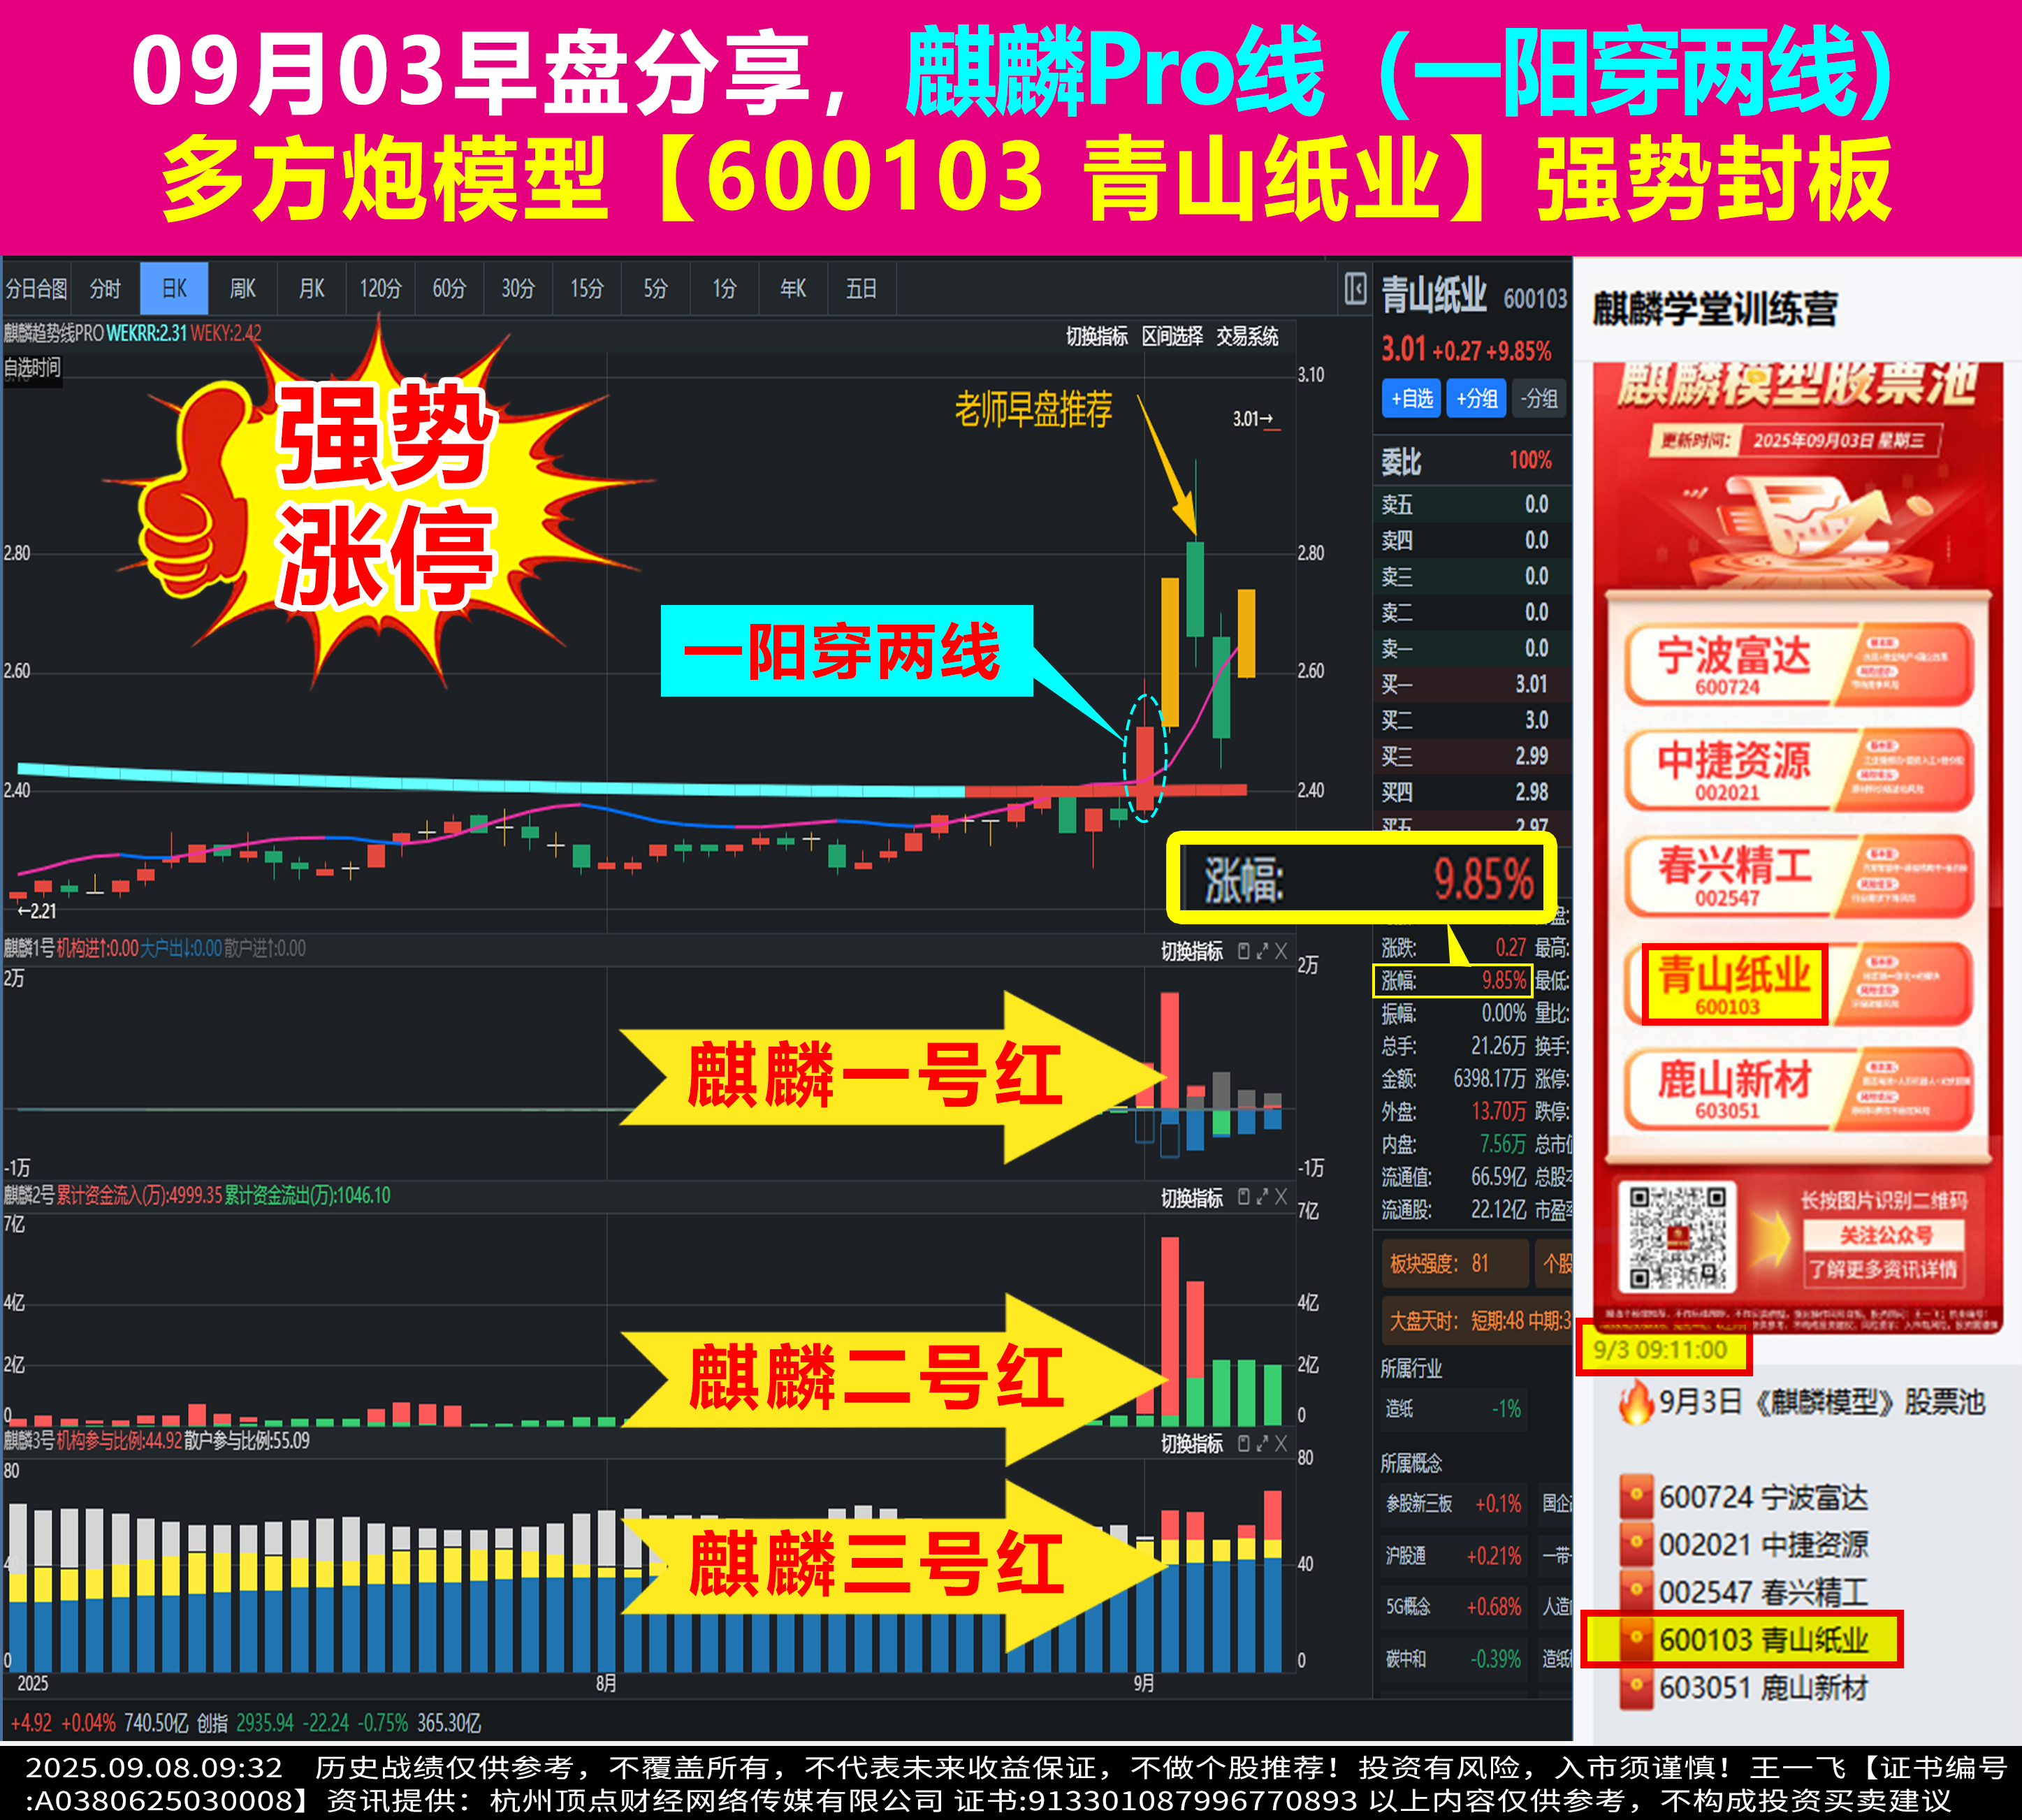 09月03早盘分享，麒麟Pro线（一阳穿两线）
多方炮模型【600103 青山纸业】强势封板
分日合图 分时 日K 周K 月K 120分 60分 30分 15分 5分 1分 年K 五日
麒麟趋势线PRO WEKRR:2.31 WEKY:2.42
切换指标 区间选择 交易系统
自选时间
3.10
强势
涨停
老师早盘推荐
3.01→
2.80 2.80
一阳穿两线
2.60 2.60
2.40 2.40
←2.21
麒麟1号 机构进↑:0.00 大户出↓:0.00 散户进↑:0.00
切换指标
2万 2万
麒麟一号红
-1万 -1万
麒麟2号 累计资金流入(万):4999.35 累计资金流出(万):1046.10
切换指标
7亿 7亿
4亿 4亿
麒麟二号红
2亿 2亿
0 0
麒麟3号 机构参与比例:44.92 散户参与比例:55.09
切换指标
80 80
麒麟三号红
40 40
0 0
2025 8月 9月
+4.92 +0.04% 740.50亿 创指 2935.94 -22.24 -0.75% 365.30亿
青山纸业 600103
3.01 +0.27 +9.85%
+自选 +分组 -分组
委比 100%
卖五 0.0
卖四 0.0
卖三 0.0
卖二 0.0
卖一 0.0
买一 3.01
买二 3.0
买三 2.99
买四 2.98
买五 2.97
涨幅: 9.85%
涨跌: 0.27 最高:
涨幅: 9.85% 最低:
振幅: 0.00% 量比:
总手: 21.26万 换手:
金额: 6398.17万 涨停:
外盘: 13.70万 跌停:
内盘: 7.56万 总市
流通值: 66.59亿 总股
流通股: 22.12亿 市盈
板块强度: 81 个股
大盘天时: 短期:48 中期:3
所属行业
造纸 -1%
所属概念
参股新三板 +0.1% 国企
沪股通 +0.21% 一带
5G概念 +0.68% 人造
碳中和 -0.39% 造纸
麒麟学堂训练营
麒麟模型股票池
更新时间: 2025年09月03日 星期三
宁波富达
600724
中捷资源
002021
春兴精工
002547
青山纸业
600103
鹿山新材
603051
长按图片识别二维码
关注公众号
了解更多资讯详情
9/3 09:11:00
9月3日《麒麟模型》股票池
600724 宁波富达
002021 中捷资源
002547 春兴精工
600103 青山纸业
603051 鹿山新材
2025.09.08.09:32 历史战绩仅供参考，不覆盖所有，不代表未来收益保证，不做个股推荐！投资有风险，入市须谨慎！王一飞【证书编号
:A0380625030008】资讯提供：杭州顶点财经网络传媒有限公司 证书:913301087996770893 以上内容仅供参考，不构成投资买卖建议